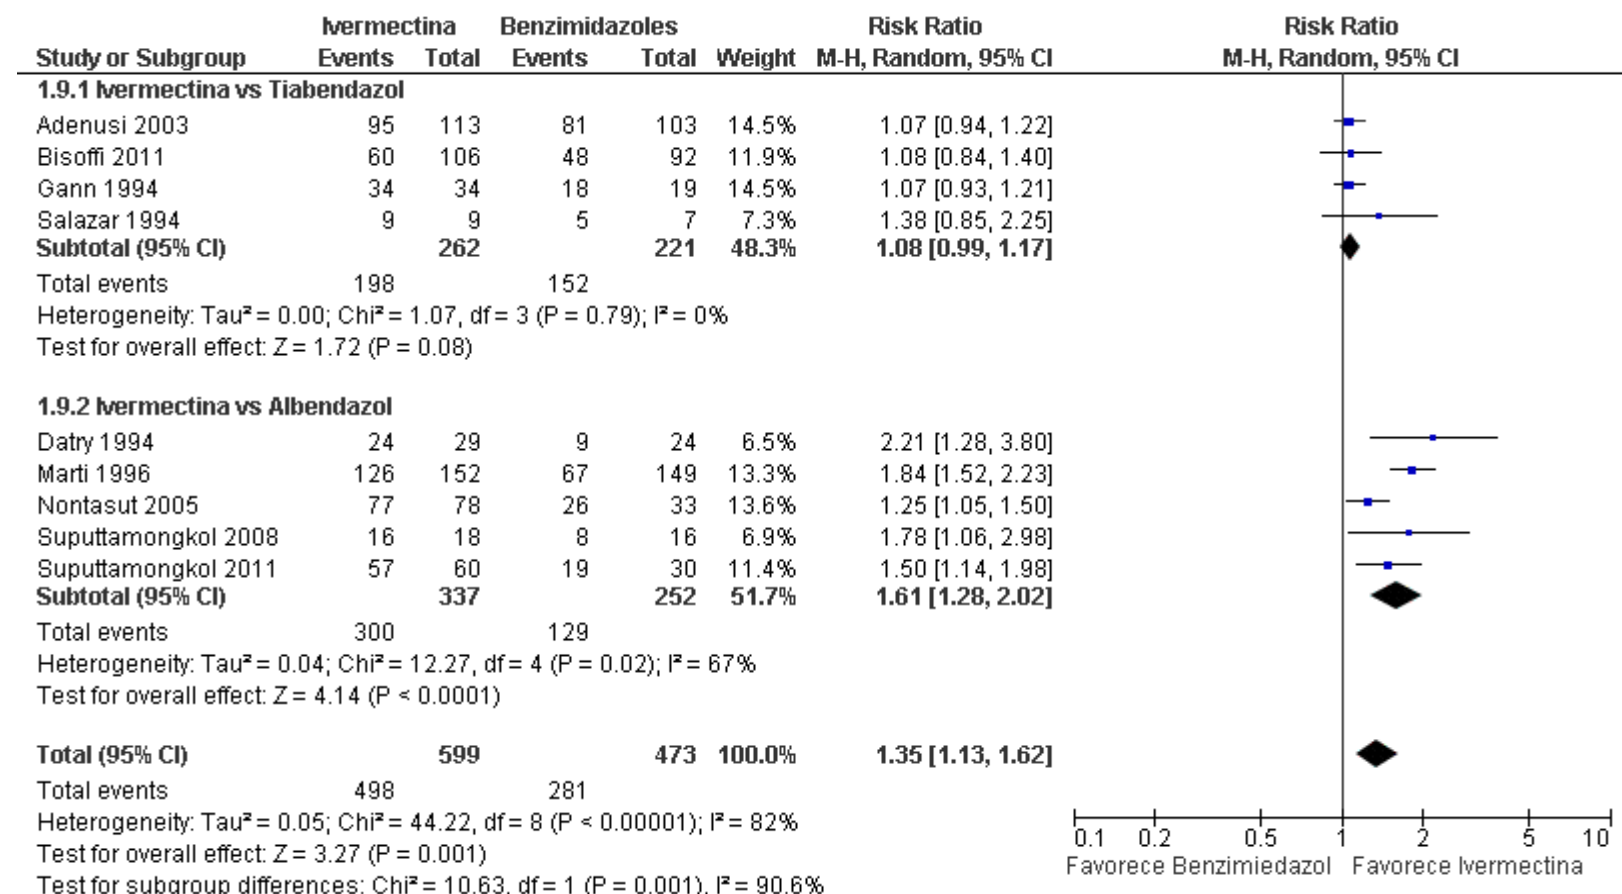 Ivermectina Benzimidazoles Risk Ratio Risk Ratio
Study or Subgroup Events Total Events Total Weight M-H, Random, 95% CI M-H, Random, 95% CI
1.9.1 Ivermectina vs Tiabendazol
Adenusi 2003 95 113 81 103 14.5% 1.07 [0.94, 1.22]
Bisoffi 2011 60 106 48 92 11.9% 1.08 [0.84, 1.40]
Gann 1994 34 34 18 19 14.5% 1.07 [0.93, 1.21]
Salazar 1994 9 9 5 7 7.3% 1.38 [0.85, 2.25]
Subtotal (95% CI) 262 221 48.3% 1.08 [0.99, 1.17]
Total events 198 152
Heterogeneity: Tau² = 0.00; Chi² = 1.07, df = 3 (P = 0.79); I² = 0%
Test for overall effect: Z = 1.72 (P = 0.08)
1.9.2 Ivermectina vs Albendazol
Datry 1994 24 29 9 24 6.5% 2.21 [1.28, 3.80]
Marti 1996 126 152 67 149 13.3% 1.84 [1.52, 2.23]
Nontasut 2005 77 78 26 33 13.6% 1.25 [1.05, 1.50]
Suputtamongkol 2008 16 18 8 16 6.9% 1.78 [1.06, 2.98]
Suputtamongkol 2011 57 60 19 30 11.4% 1.50 [1.14, 1.98]
Subtotal (95% CI) 337 252 51.7% 1.61 [1.28, 2.02]
Total events 300 129
Heterogeneity: Tau² = 0.04; Chi² = 12.27, df = 4 (P = 0.02); I² = 67%
Test for overall effect: Z = 4.14 (P < 0.0001)
Total (95% CI) 599 473 100.0% 1.35 [1.13, 1.62]
Total events 498 281
Heterogeneity: Tau² = 0.05; Chi² = 44.22, df = 8 (P < 0.00001); I² = 82%
Test for overall effect: Z = 3.27 (P = 0.001)
Test for subgroup differences: Chi² = 10.63, df = 1 (P = 0.001), I² = 90.6%
0.1 0.2 0.5 1 2 5 10
Favorece Benzimiedazol Favorece Ivermectina